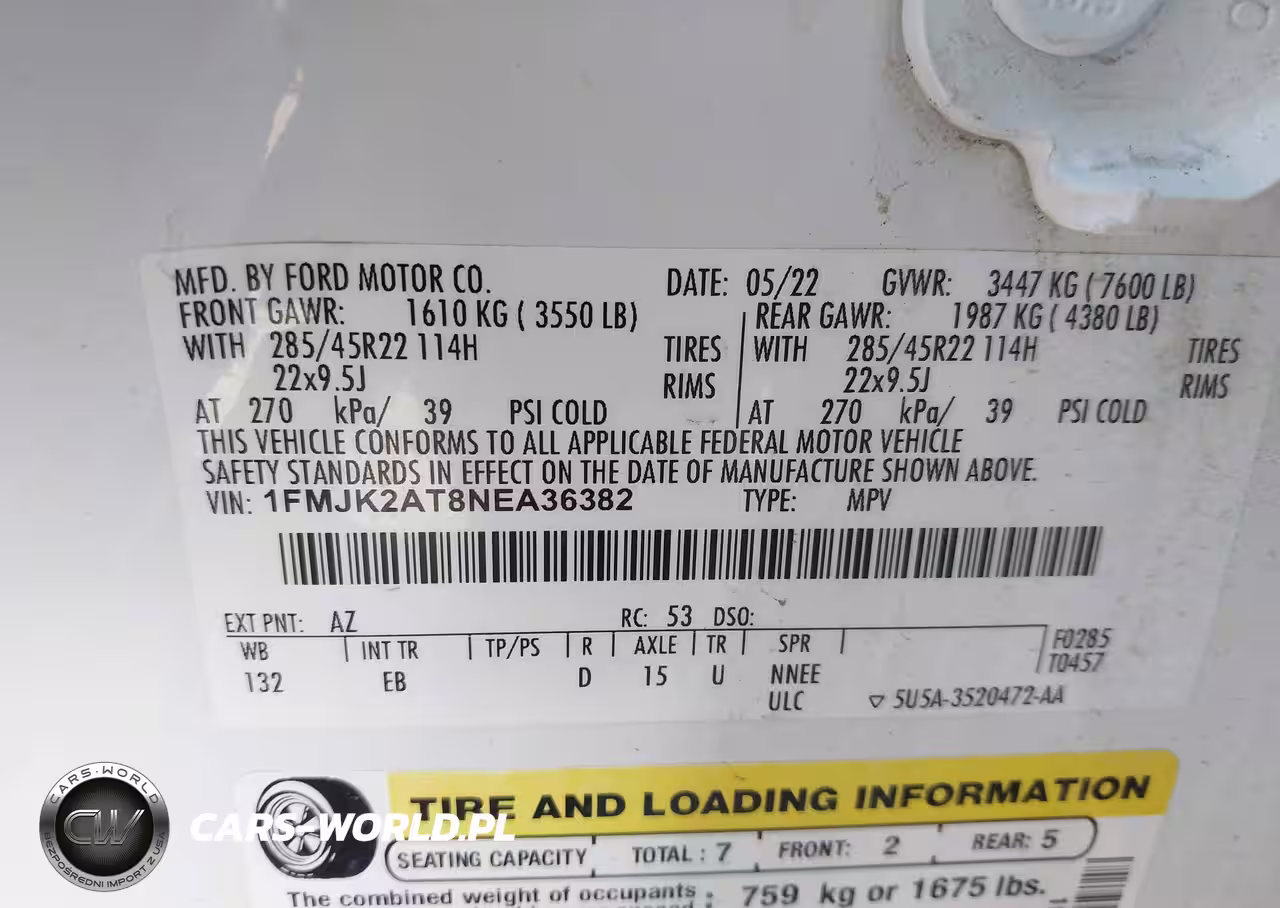 MFD. BY FORD MOTOR CO. DATE: 05/22 GVWR: 3447 KG ( 7600 LB)
FRONT GAWR: 1610 KG ( 3550 LB) REAR GAWR: 1987 KG ( 4380 LB)
WITH 285/45R22 114H TIRES WITH 285/45R22 114H TIRES
22x9.5J RIMS 22x9.5J RIMS
AT 270 kPa/ 39 PSI COLD AT 270 kPa/ 39 PSI COLD
THIS VEHICLE CONFORMS TO ALL APPLICABLE FEDERAL MOTOR VEHICLE
SAFETY STANDARDS IN EFFECT ON THE DATE OF MANUFACTURE SHOWN ABOVE.
VIN: 1FMJK2AT8NEA36382 TYPE: MPV
EXT PNT: AZ RC: 53 DSO:
WB INT TR TP/PS R AXLE TR SPR F0285
132 EB D 15 U NNEE T0457
ULC 5U5A-3520472-AA
TIRE AND LOADING INFORMATION
SEATING CAPACITY TOTAL : 7 FRONT: 2 REAR: 5
The combined weight of occupants : 759 kg or 1675 lbs.
CARS-WORLD
CW
BEZPOŚREDNI IMPORT Z USA
CARS-WORLD.PL